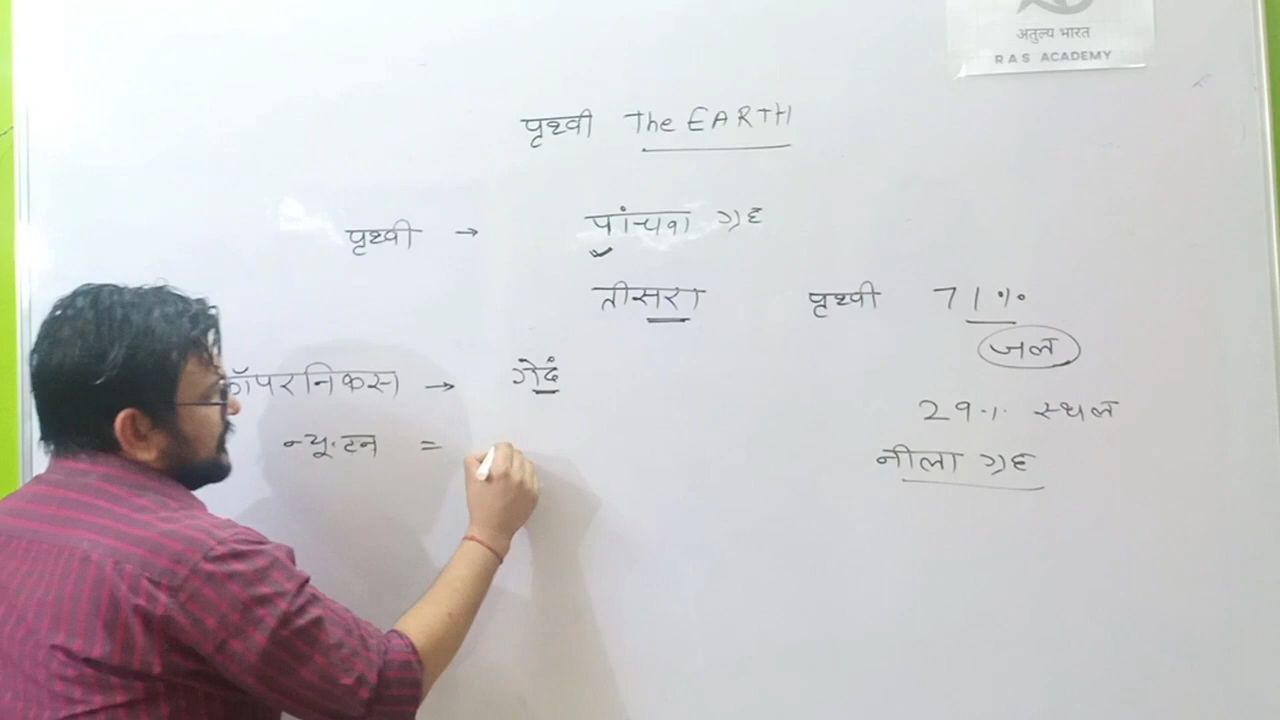 अतुल्य भारत
RAS ACADEMY
पृथ्वी The EARTH
पृथ्वी → पांचवा ग्रह
तीसरा
पृथ्वी 71%
जल
कॉपरनिकस → गेदं
29% स्थल
न्यूटन =
नीला ग्रह